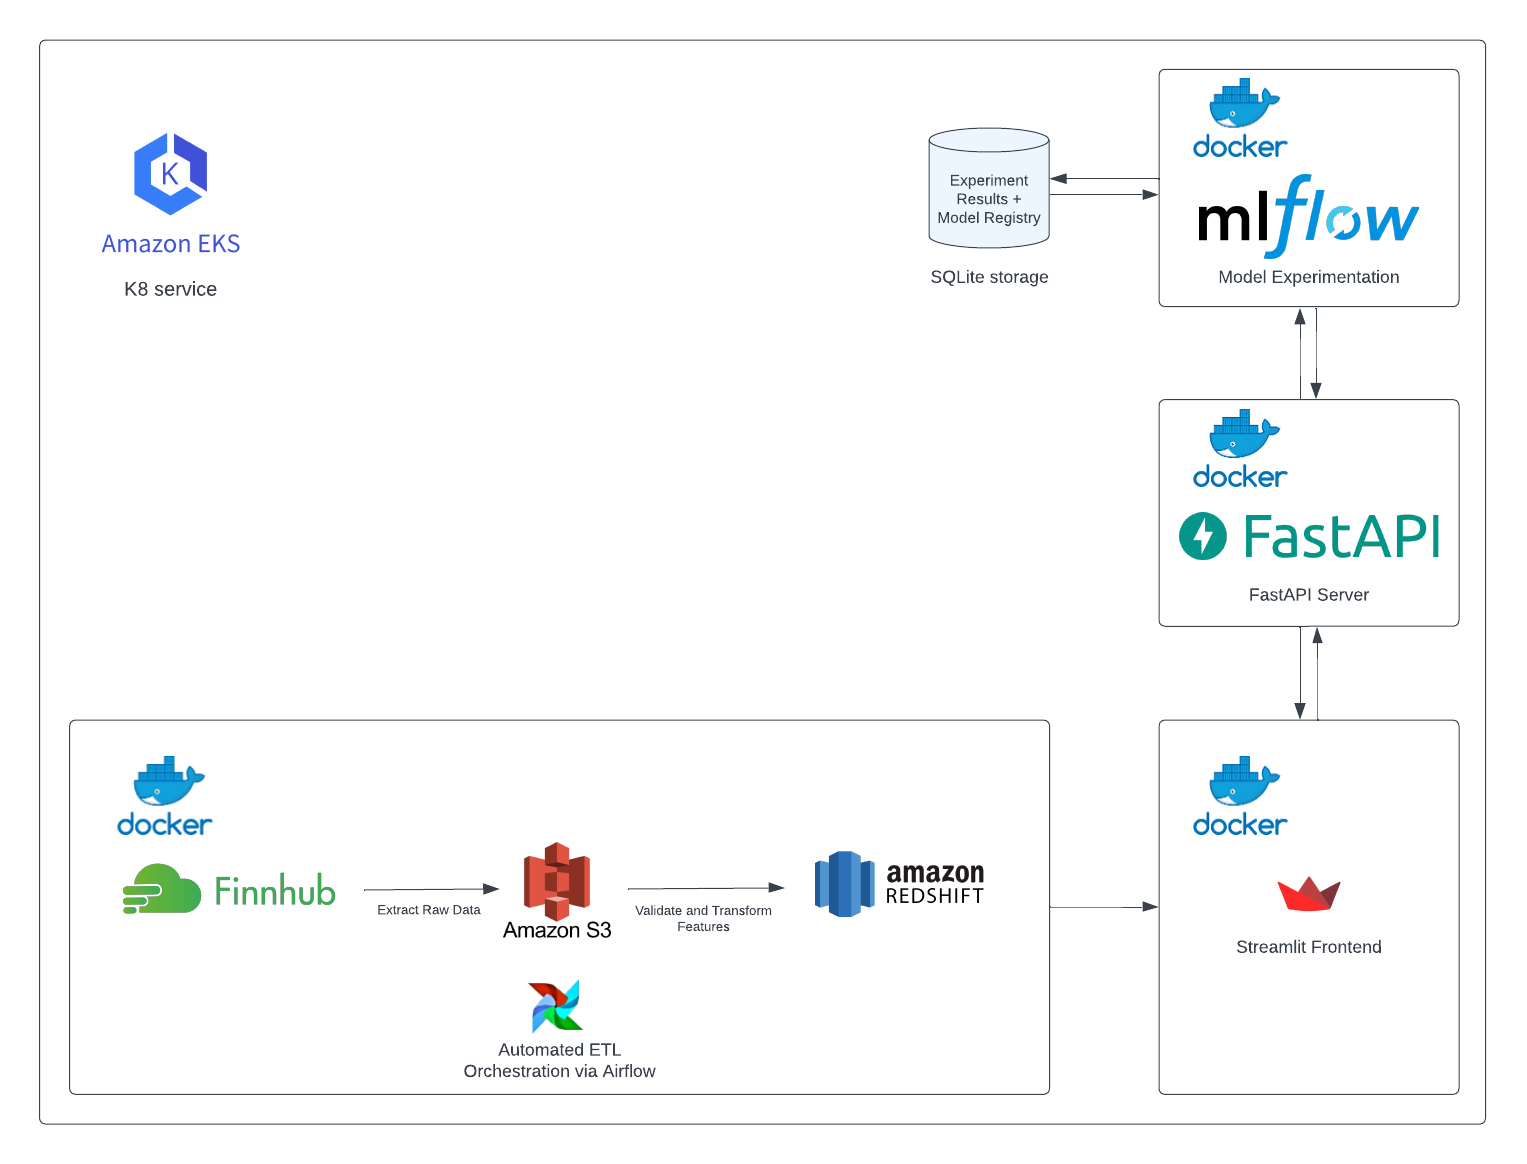 K
Amazon EKS
K8 service
Experiment
Results +
Model Registry
SQLite storage
docker
mlflow
Model Experimentation
docker
FastAPI
FastAPI Server
docker
Finnhub
Extract Raw Data
Amazon S3
Validate and Transform
Features
amazon
REDSHIFT
Automated ETL
Orchestration via Airflow
docker
Streamlit Frontend